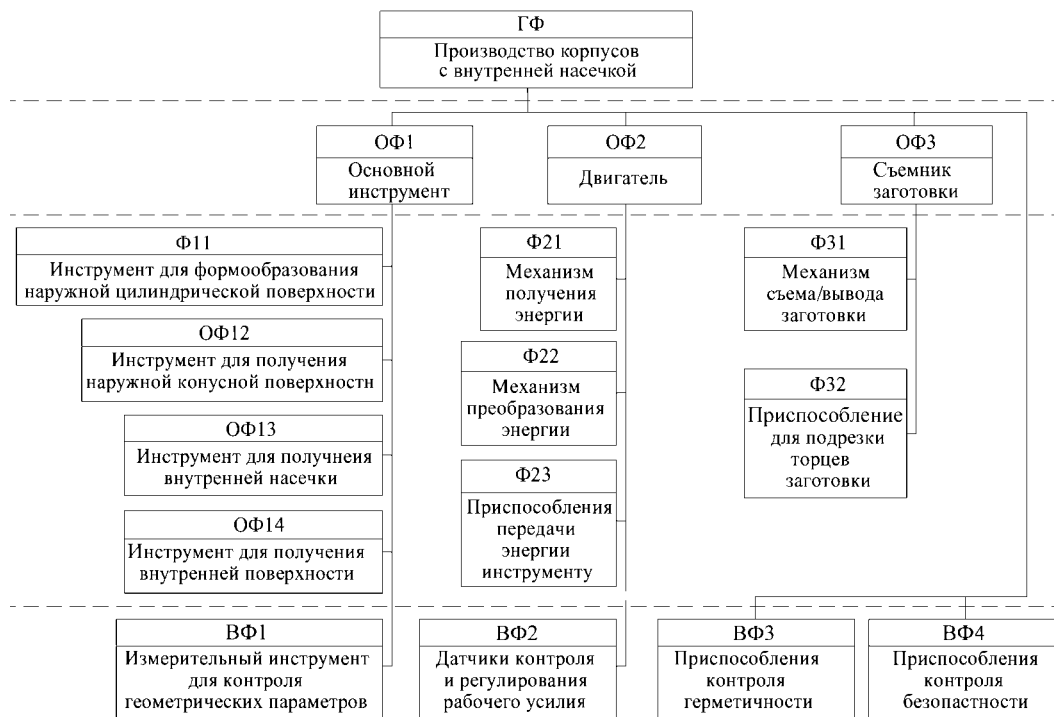 ГФ
Производство корпусов
с внутренней насечкой
ОФ1
Основной
инструмент
ОФ2
Двигатель
ОФ3
Съемник
заготовки
Ф11
Инструмент для формообразования
наружной цилиндрической поверхности
ОФ12
Инструмент для получения
наружной конусной поверхности
ОФ13
Инструмент для получнеия
внутренней насечки
ОФ14
Инструмент для получения
внутренней поверхности
Ф21
Механизм
получения
энергии
Ф22
Механизм
преобразования
энергии
Ф23
Приспособления
передачи
энергии
инструменту
Ф31
Механизм
съема/вывода
заготовки
Ф32
Приспособление
для подрезки
торцев
заготовки
ВФ1
Измерительный инструмент
для контроля
геометрических параметров
ВФ2
Датчики контроля
и регулирования
рабочего усилия
ВФ3
Приспособления
контроля
герметичности
ВФ4
Приспособления
контроля
безопастности